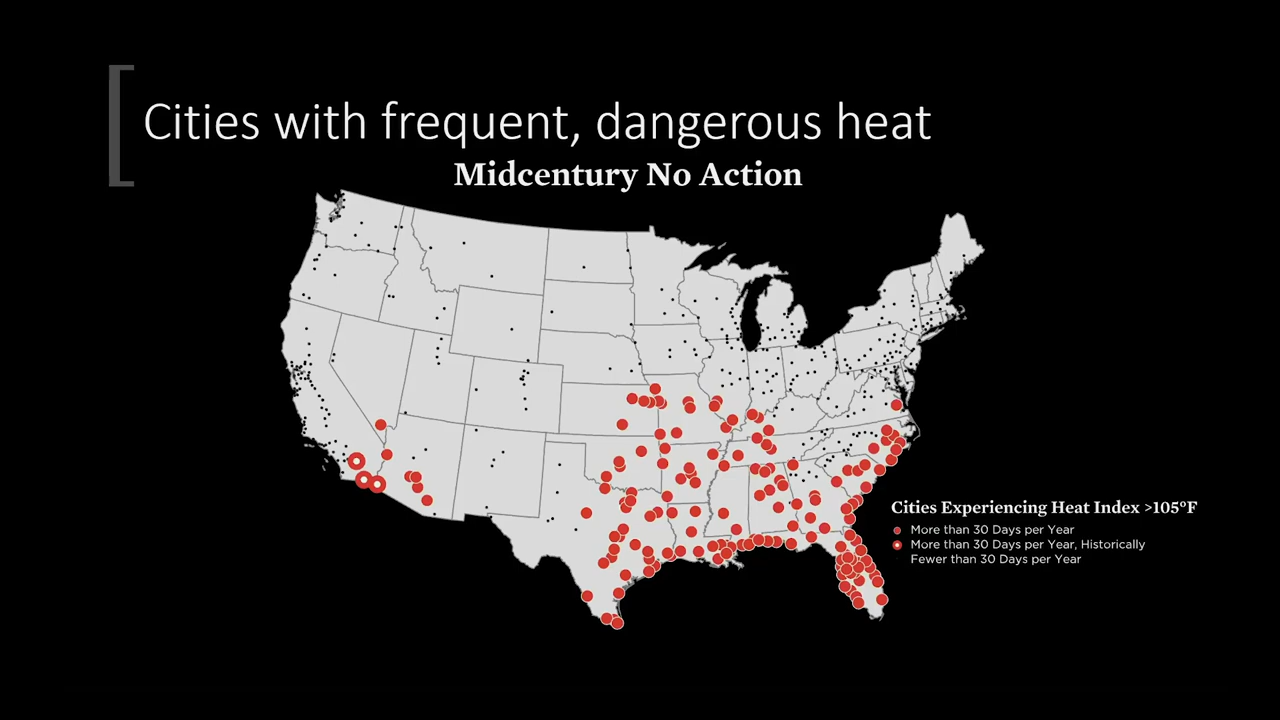 Cities with frequent, dangerous heat
Midcentury No Action
Cities Experiencing Heat Index >105°F
More than 30 Days per Year
More than 30 Days per Year, Historically
Fewer than 30 Days per Year